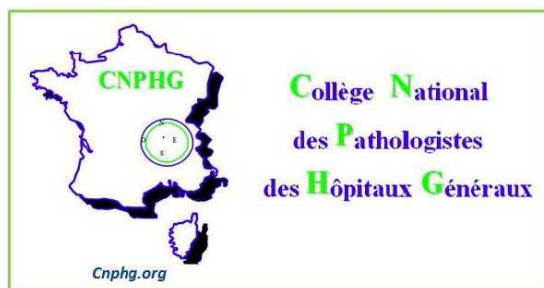 CNPHG
N
O E
S
Collège National
des Pathologistes
des Hôpitaux Généraux
Cnphg.org